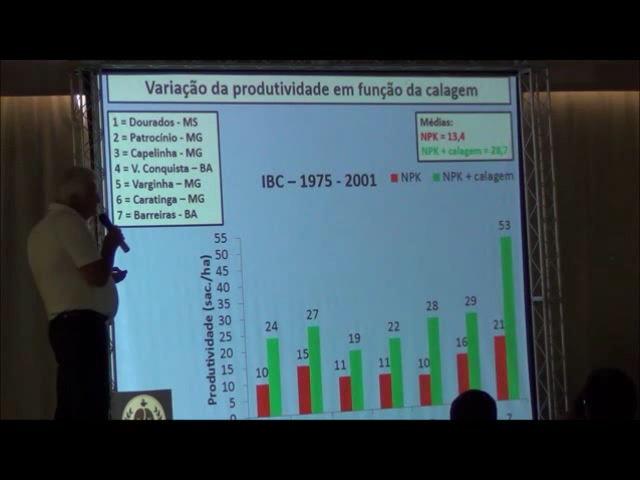 Variação da produtividade em função da calagem
1 = Dourados - MS
2 = Patrocínio - MG
3 = Capelinha - MG
4 = V. Conquista – BA
5 = Varginha – MG
6 = Caratinga – MG
7 = Barreiras - BA
Médias:
NPK = 13,4
NPK + calagem = 28,7
IBC – 1975 - 2001
NPK NPK + calagem
Produtividade (sac./ha)
55
50
45
40
35
30
25
20
15
10
5
0
10 24
15 27
11 19
11 22
10 28
16 29
21 53
7